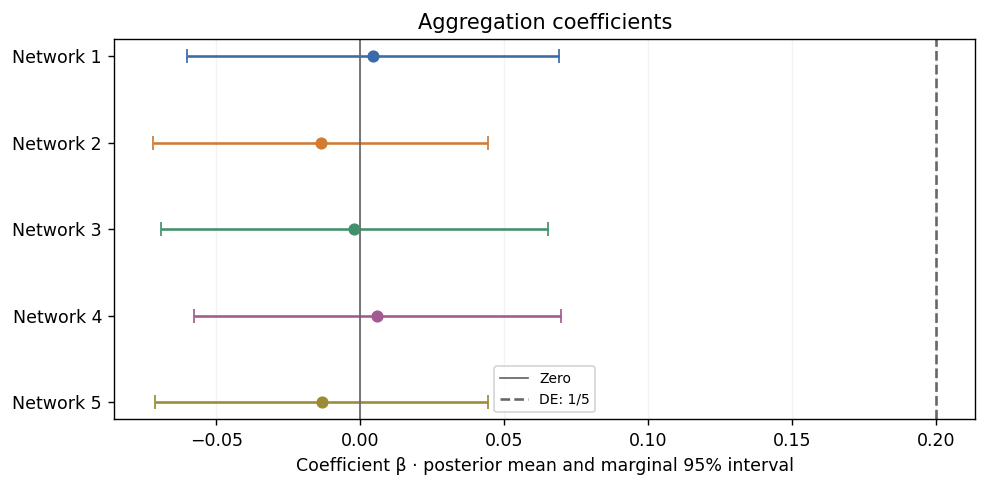 Aggregation coefficients
Network 1
Network 2
Network 3
Network 4
Network 5
Zero
DE: 1/5
−0.05 0.00 0.05 0.10 0.15 0.20
Coefficient β · posterior mean and marginal 95% interval